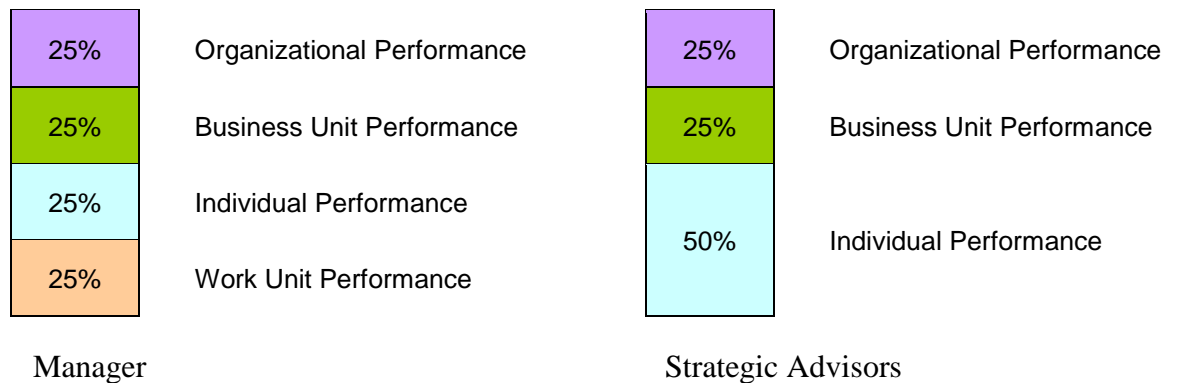 25% Organizational Performance
25% Business Unit Performance
25% Individual Performance
25% Work Unit Performance
Manager
25% Organizational Performance
25% Business Unit Performance
50% Individual Performance
Strategic Advisors